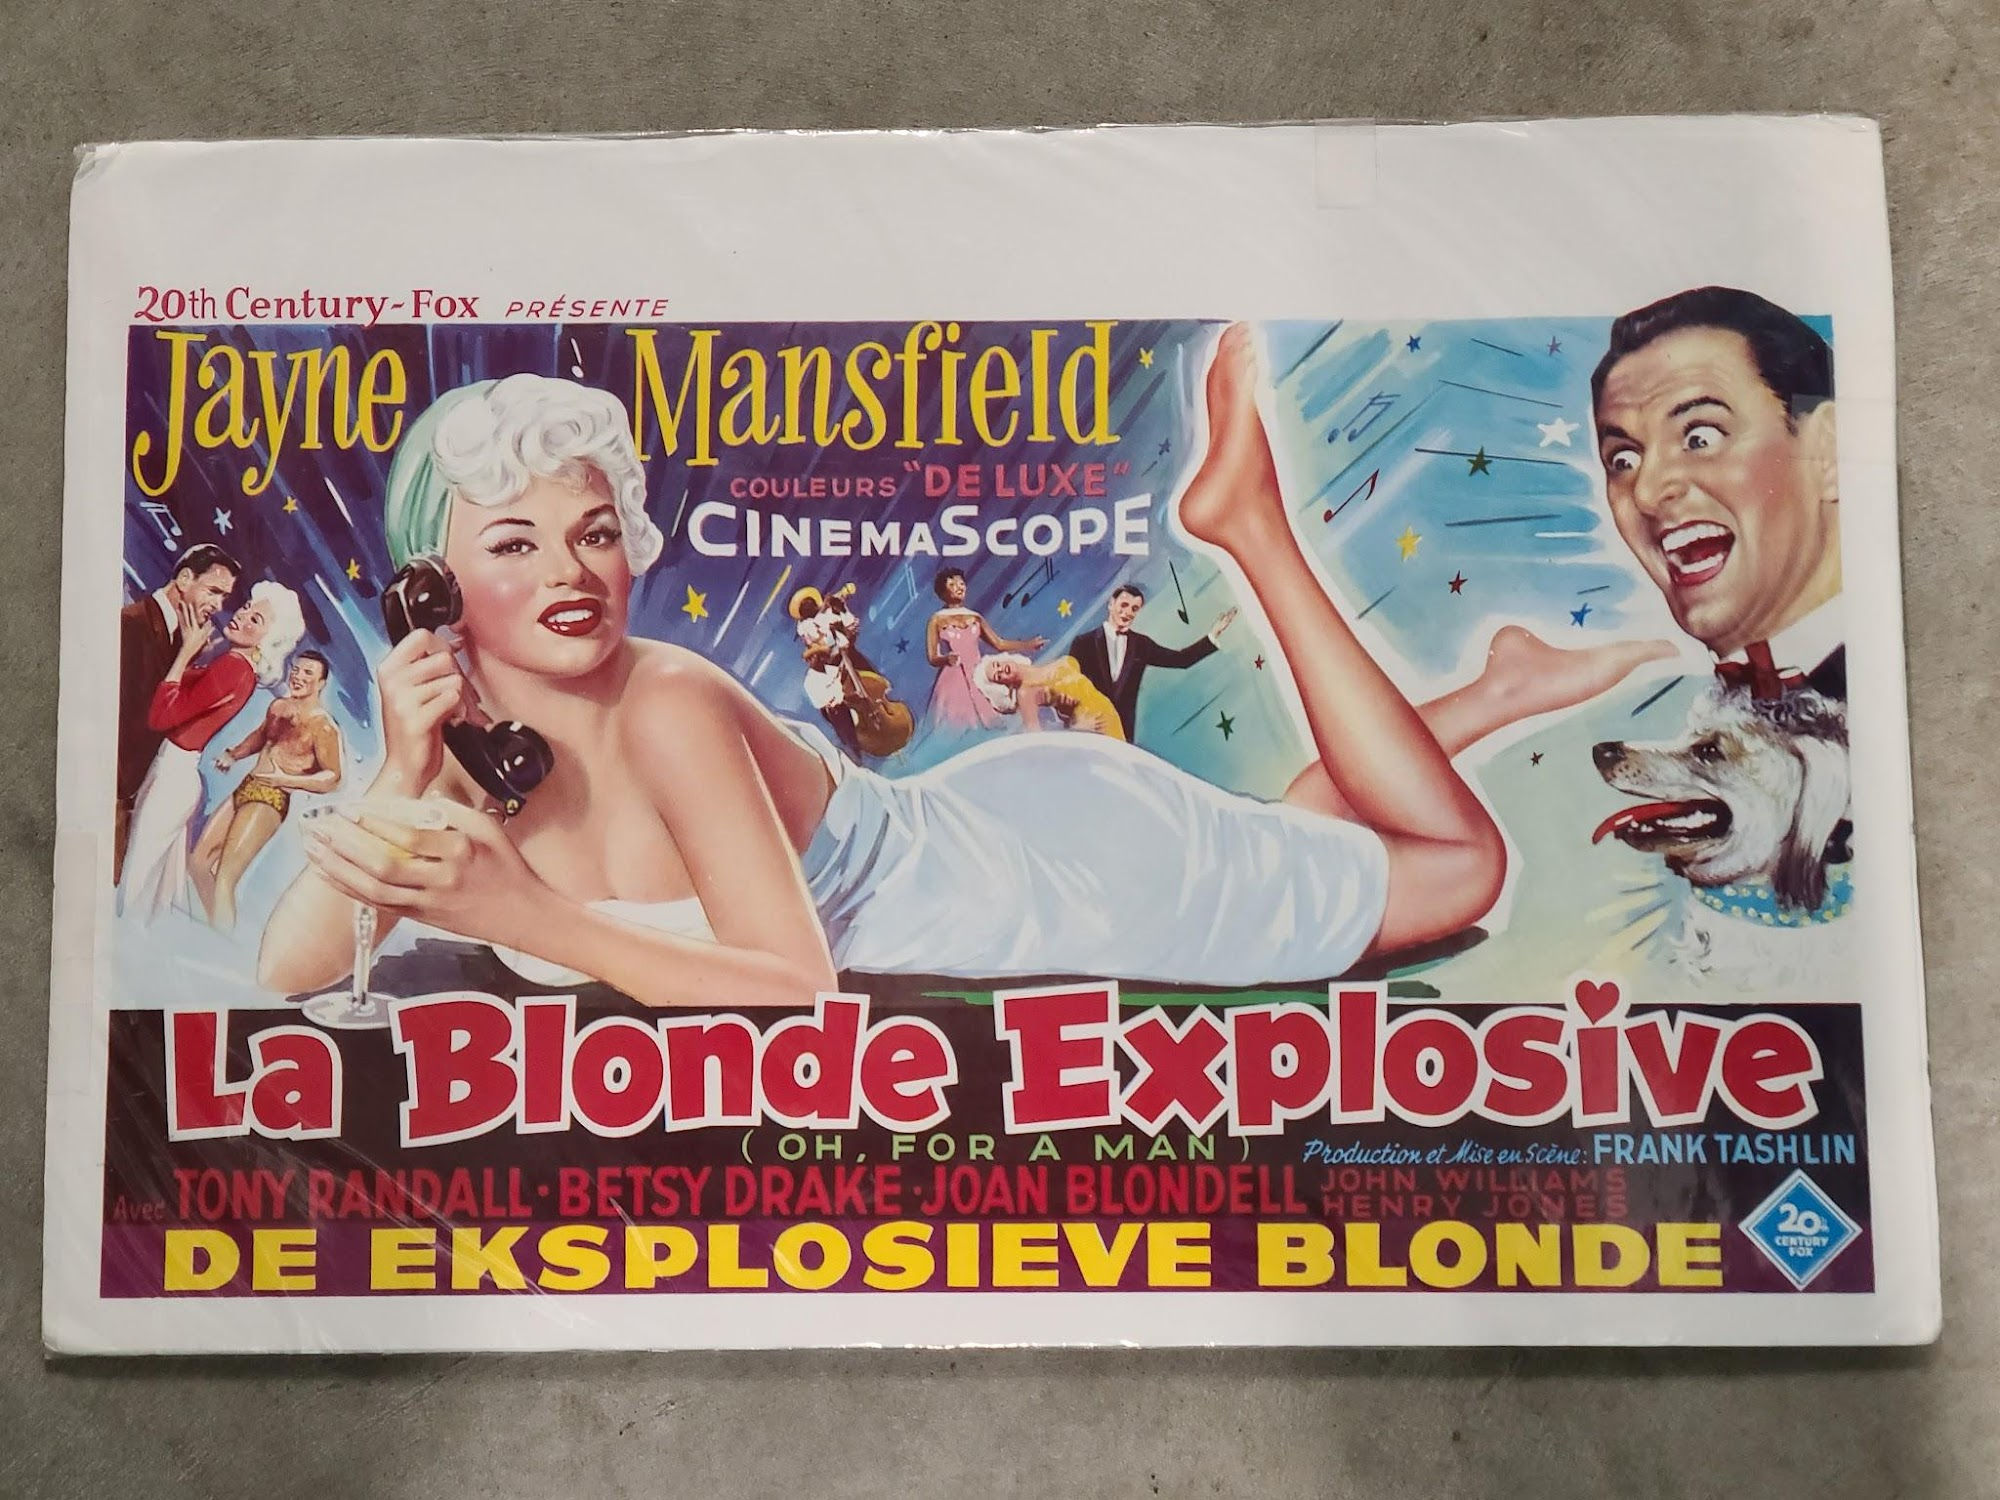 20th Century-Fox PRÉSENTE
Jayne Mansfield
COULEURS "DE LUXE"
CINEMASCOPE
La Blonde Explosive
(OH, FOR A MAN)
Production et Mise en Scène: FRANK TASHLIN
Avec TONY RANDALL · BETSY DRAKE · JOAN BLONDELL
JOHN WILLIAMS
HENRY JONES
DE EKSPLOSIEVE BLONDE
20th
CENTURY
FOX